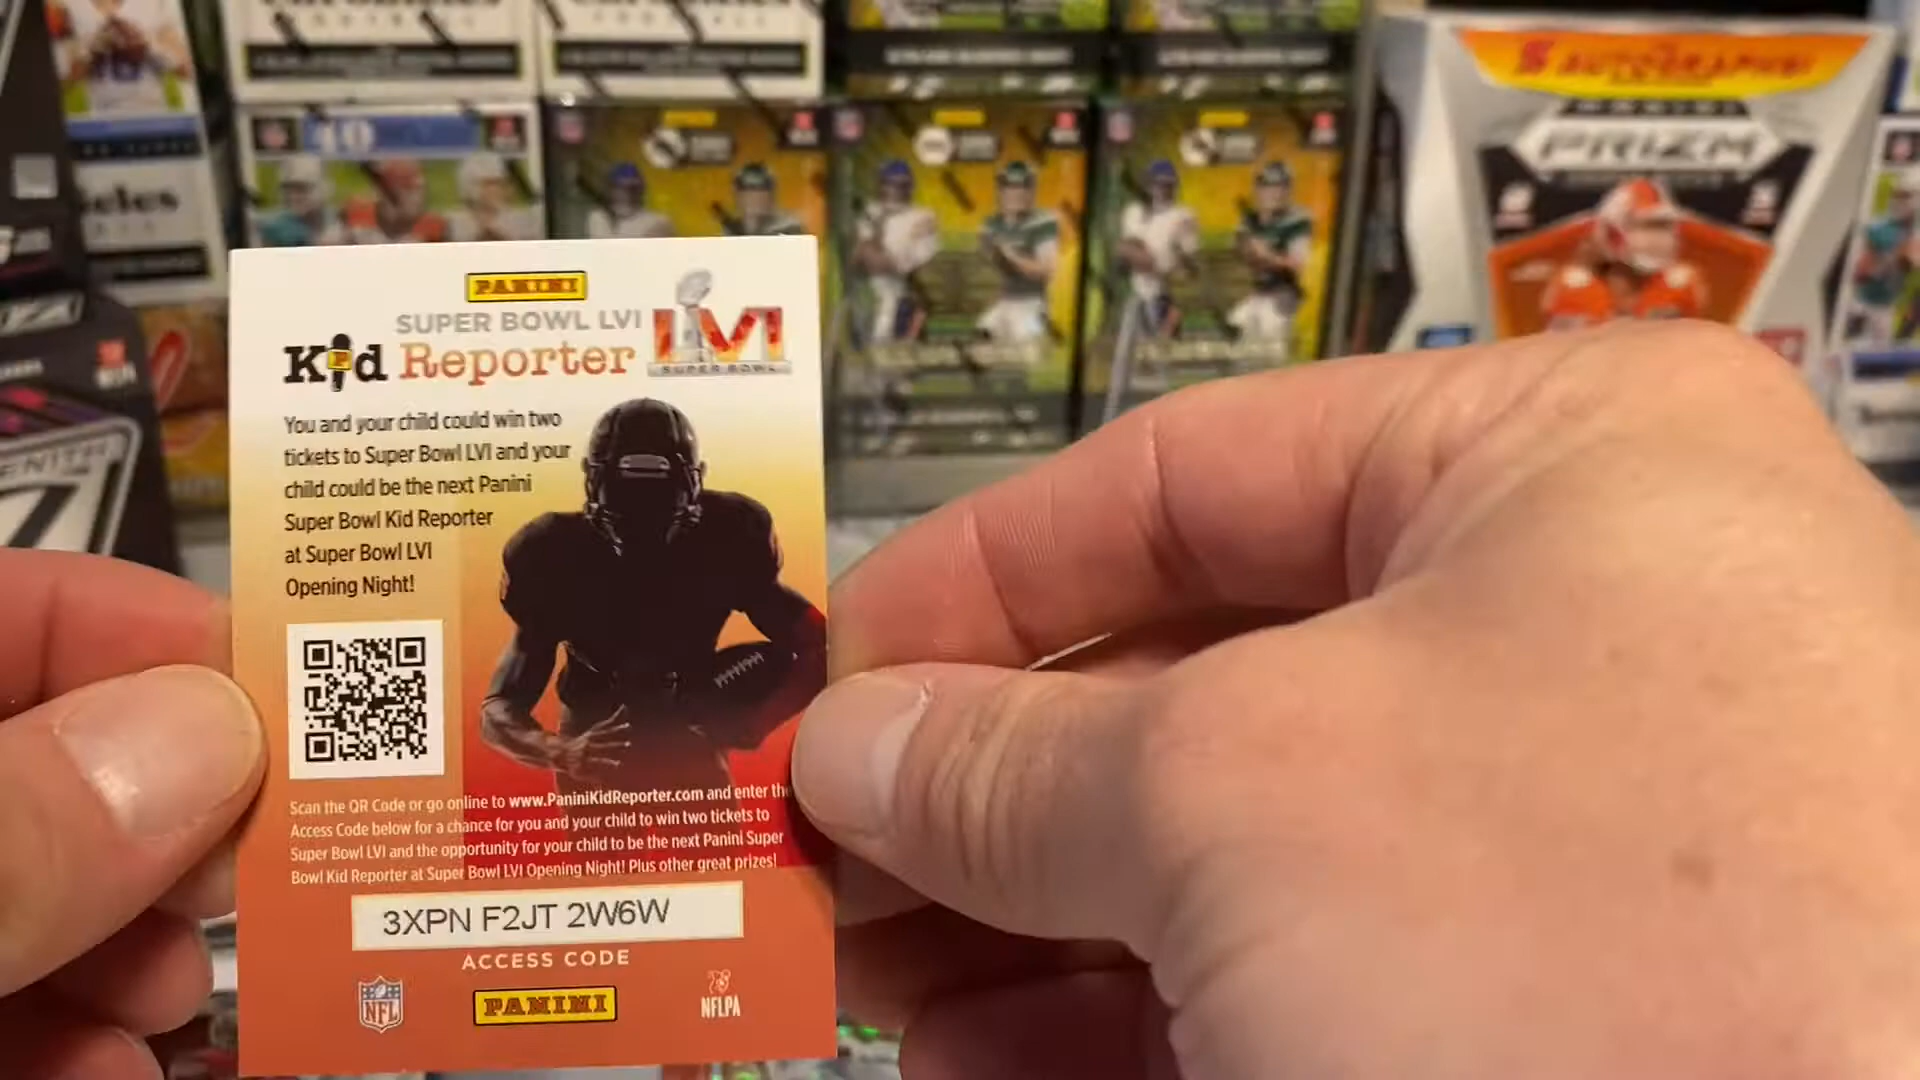 AUTOGRAPHS!
PRIZM
PANINI
SUPER BOWL LVI
Kid Reporter
LVI
SUPER BOWL
You and your child could win two
tickets to Super Bowl LVI and your
child could be the next Panini
Super Bowl Kid Reporter
at Super Bowl LVI
Opening Night!
Scan the QR Code or go online to www.PaniniKidReporter.com and enter the
Access Code below for a chance for you and your child to win two tickets to
Super Bowl LVI and the opportunity for your child to be the next Panini Super
Bowl Kid Reporter at Super Bowl LVI Opening Night! Plus other great prizes!
3XPN F2JT 2W6W
ACCESS CODE
NFL
PANINI
NFLPA